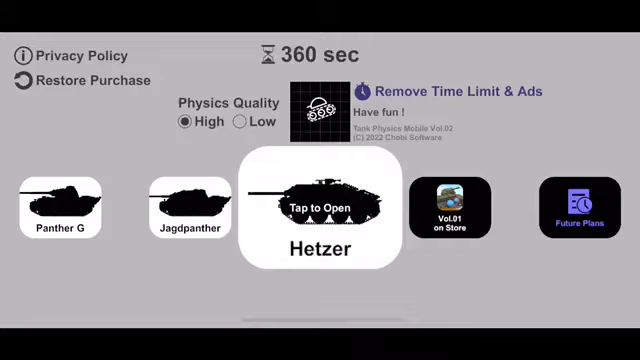 Privacy Policy
360 sec
Restore Purchase
Remove Time Limit & Ads
Physics Quality
High
Low
Have fun !
Tank Physics Mobile Vol.02
(C) 2022 Chobi Software
Panther G
Jagdpanther
Tap to Open
Hetzer
Vol.01
on Store
Future Plans